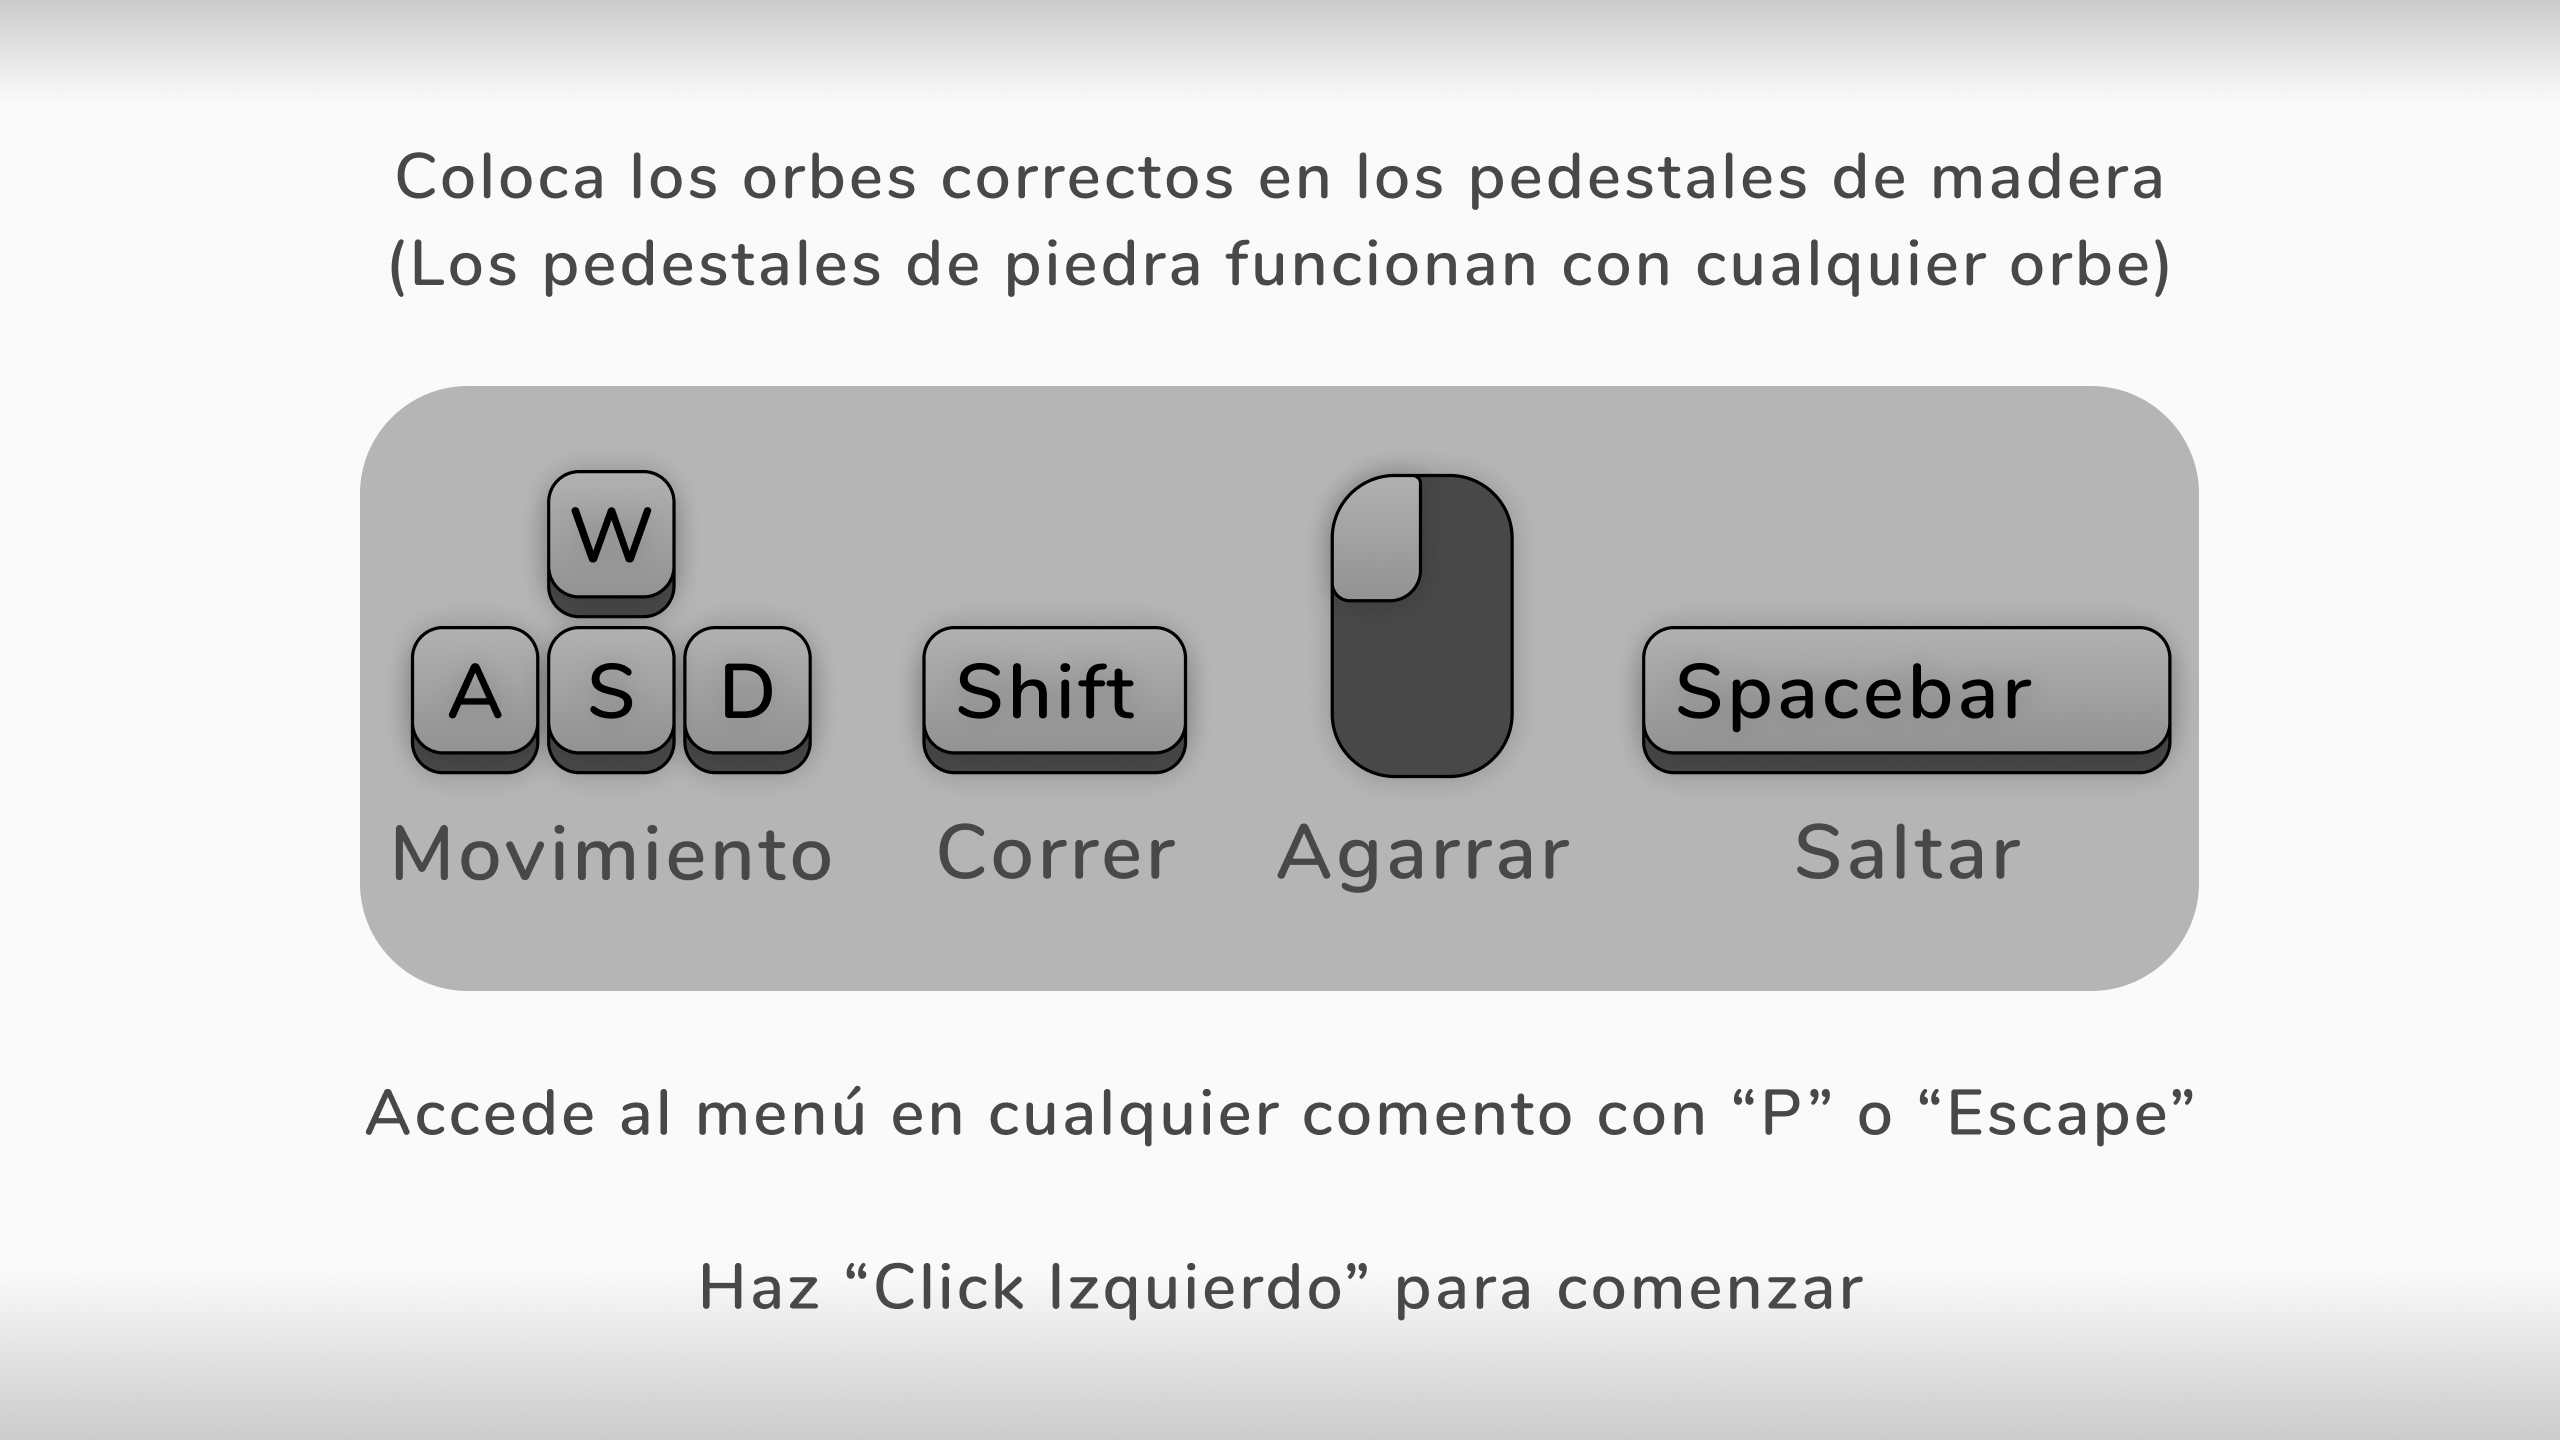 Coloca los orbes correctos en los pedestales de madera
(Los pedestales de piedra funcionan con cualquier orbe)
W
A S D
Shift
Spacebar
Movimiento
Correr
Agarrar
Saltar
Accede al menú en cualquier comento con “P” o “Escape”
Haz “Click Izquierdo” para comenzar